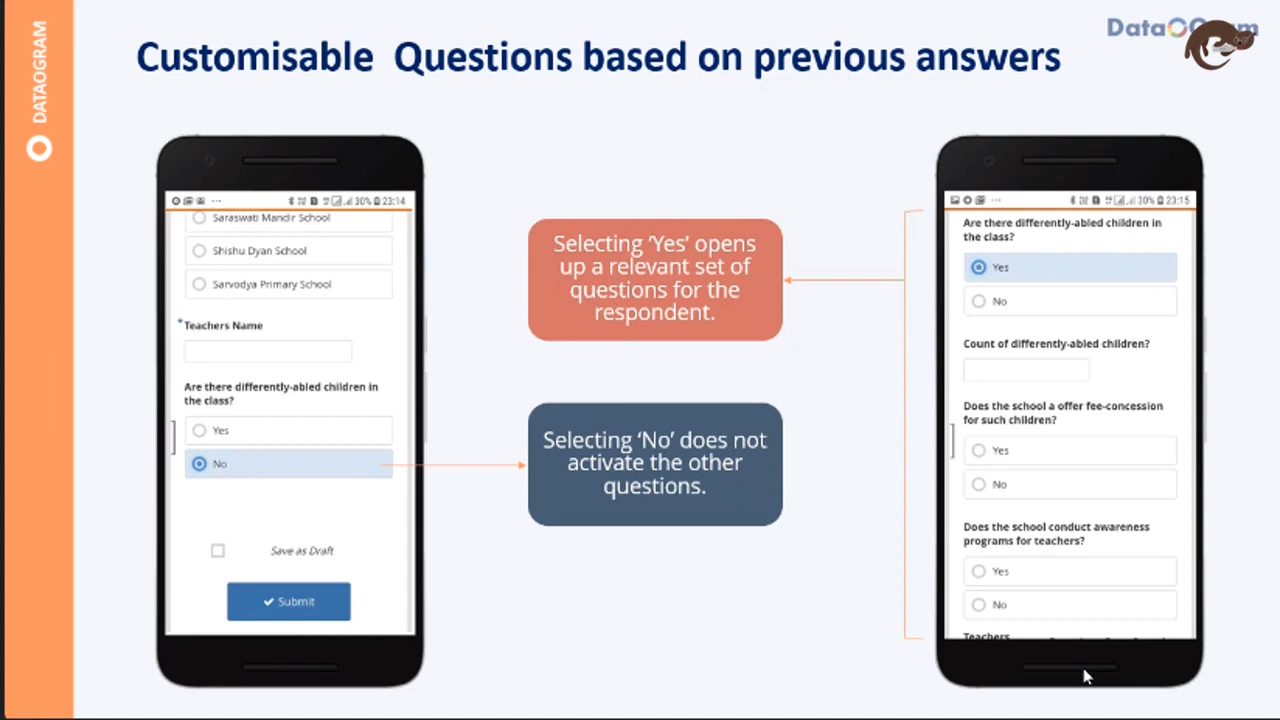 DATAOGRAM
Customisable Questions based on previous answers
30% 23:14
Saraswati Mandir School
Shishu Dyan School
Sarvodya Primary School
*Teachers Name
Are there differently-abled children in
the class?
Yes
No
Save as Draft
Submit
Selecting ‘Yes’ opens
up a relevant set of
questions for the
respondent.
Selecting ‘No’ does not
activate the other
questions.
30% 23:15
Are there differently-abled children in
the class?
Yes
No
Count of differently-abled children?
Does the school a offer fee-concession
for such children?
Yes
No
Does the school conduct awareness
programs for teachers?
Yes
No
Teachers